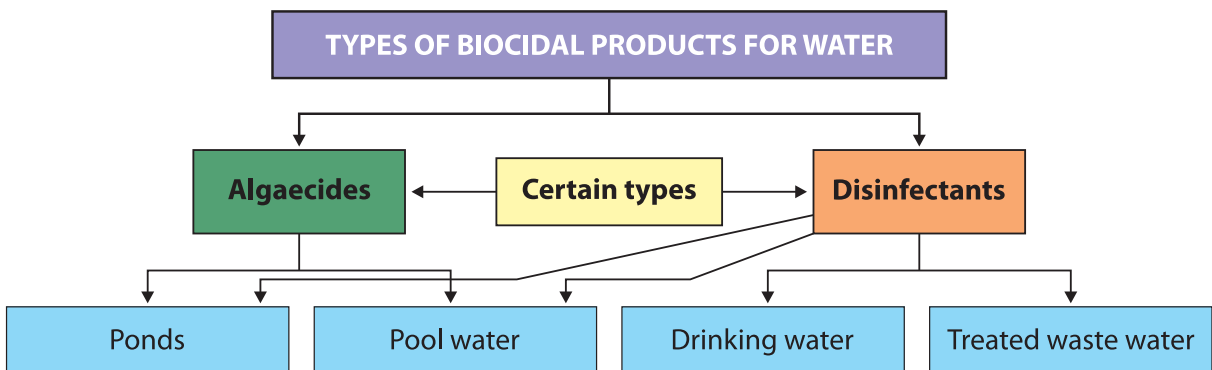 TYPES OF BIOCIDAL PRODUCTS FOR WATER
Algaecides
Certain types
Disinfectants
Ponds
Pool water
Drinking water
Treated waste water